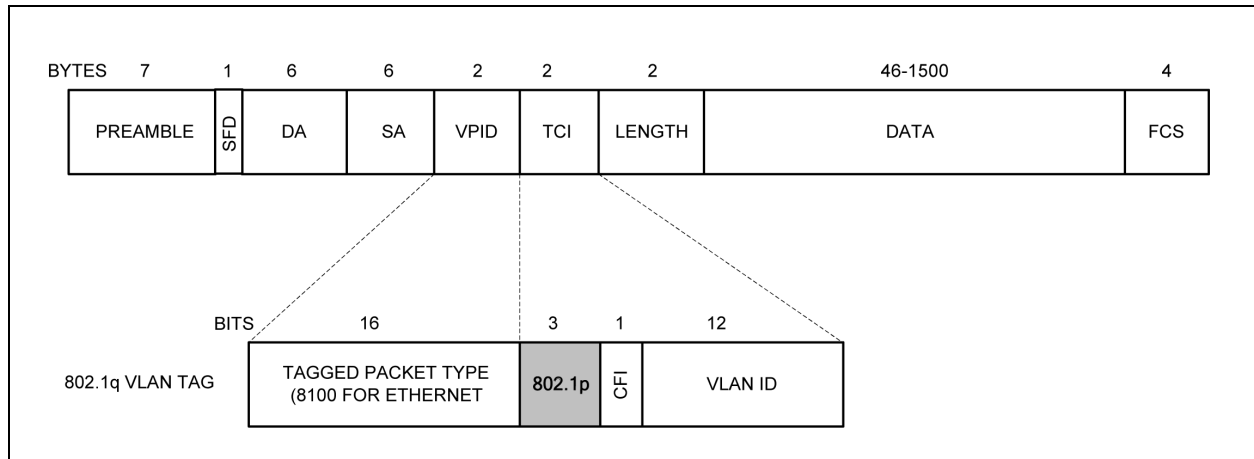 BYTES 7 1 6 6 2 2 2 46-1500 4
PREAMBLE SFD DA SA VPID TCI LENGTH DATA FCS
BITS 16 3 1 12
802.1q VLAN TAG
TAGGED PACKET TYPE
(8100 FOR ETHERNET
802.1p
CFI
VLAN ID